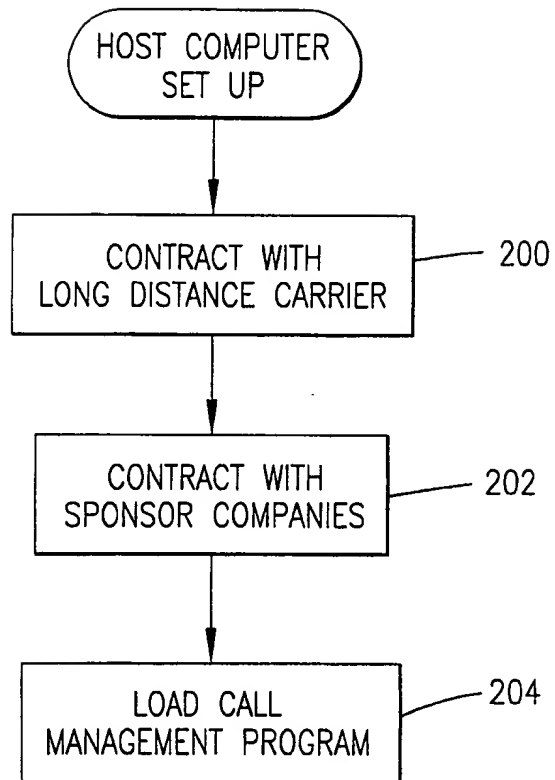 HOST COMPUTER
SET UP
CONTRACT WITH
LONG DISTANCE CARRIER
200
CONTRACT WITH
SPONSOR COMPANIES
202
LOAD CALL
MANAGEMENT PROGRAM
204